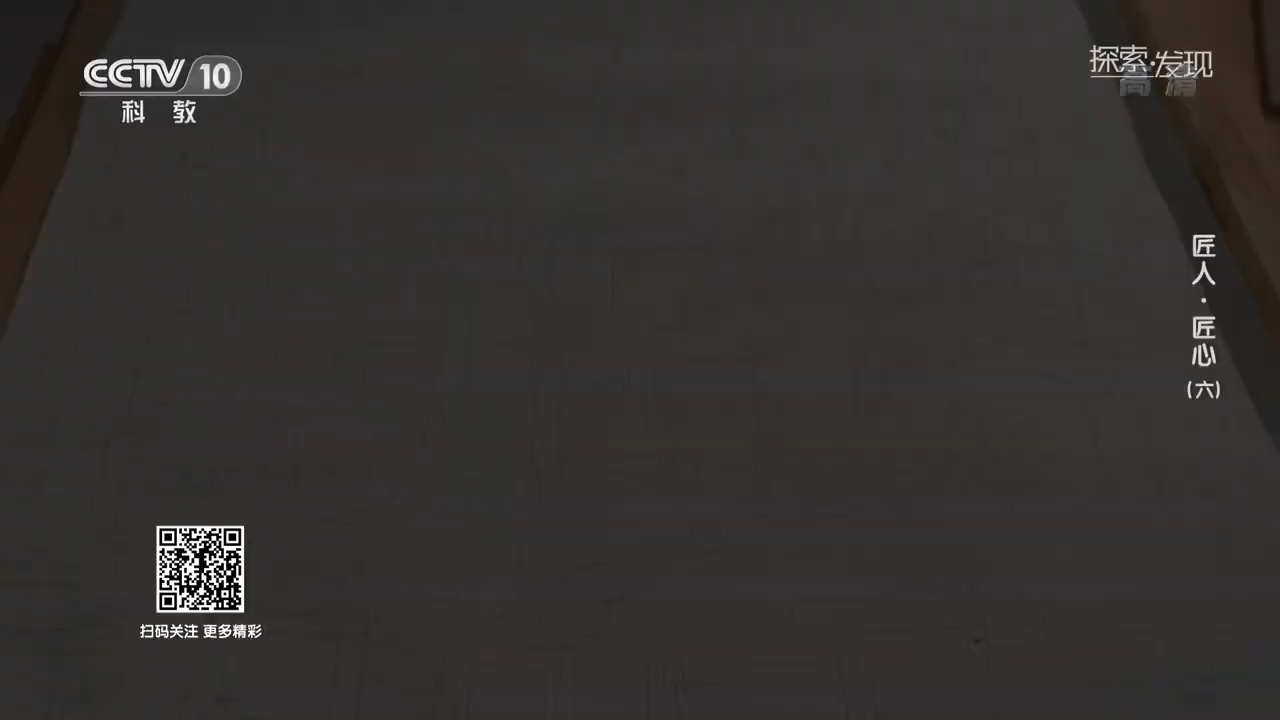 CCTV 10
科 教
探索·发现
高 清
匠人·匠心
(六)
扫码关注 更多精彩